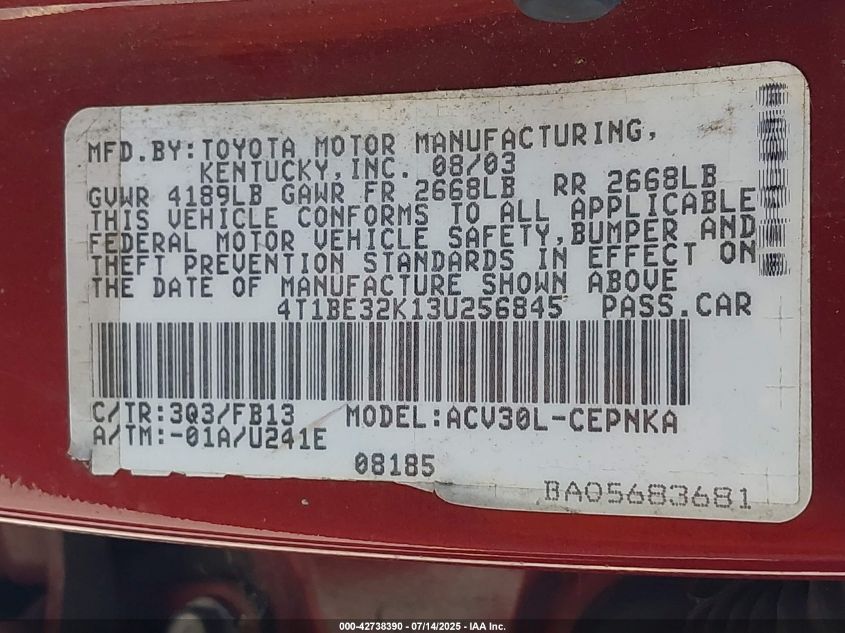 MFD.BY:TOYOTA MOTOR MANUFACTURING,
KENTUCKY,INC. 08/03
GVWR 4189LB GAWR FR 2668LB RR 2668LB
THIS VEHICLE CONFORMS TO ALL APPLICABLE
FEDERAL MOTOR VEHICLE SAFETY,BUMPER AND
THEFT PREVENTION STANDARDS IN EFFECT ON
THE DATE OF MANUFACTURE SHOWN ABOVE
4T1BE32K13U256845 PASS.CAR
C/TR:3Q3/FB13 MODEL:ACV30L-CEPNKA
A/TM:-01A/U241E
08185
BA05683681
000-42738390 - 07/14/2025 - IAA Inc.